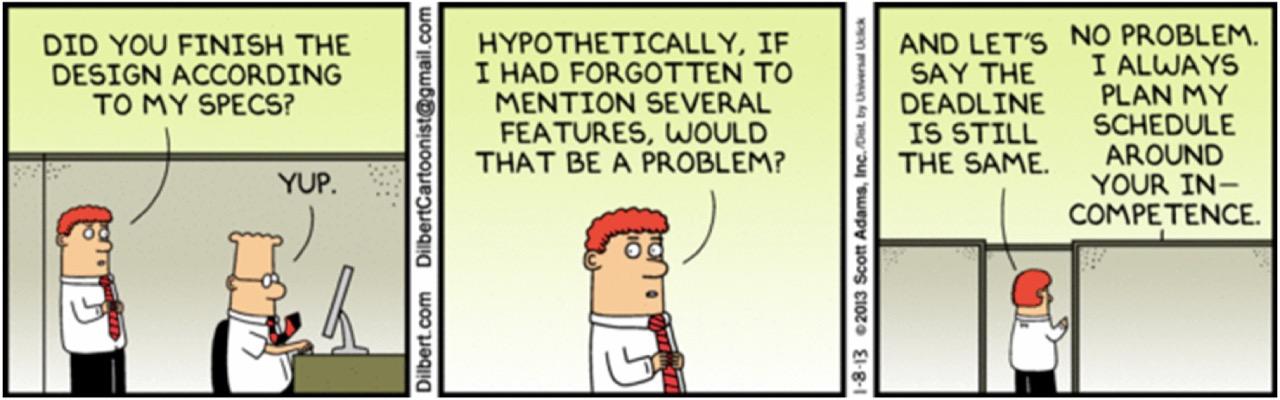 DID YOU FINISH THE
DESIGN ACCORDING
TO MY SPECS?
YUP.
DilbertCartoonist@gmail.com
Dilbert.com
HYPOTHETICALLY, IF
I HAD FORGOTTEN TO
MENTION SEVERAL
FEATURES, WOULD
THAT BE A PROBLEM?
1-8-13 ©2013 Scott Adams, Inc. /Dist. by Universal Uclick
AND LET'S
SAY THE
DEADLINE
IS STILL
THE SAME.
NO PROBLEM.
I ALWAYS
PLAN MY
SCHEDULE
AROUND
YOUR IN–
COMPETENCE.